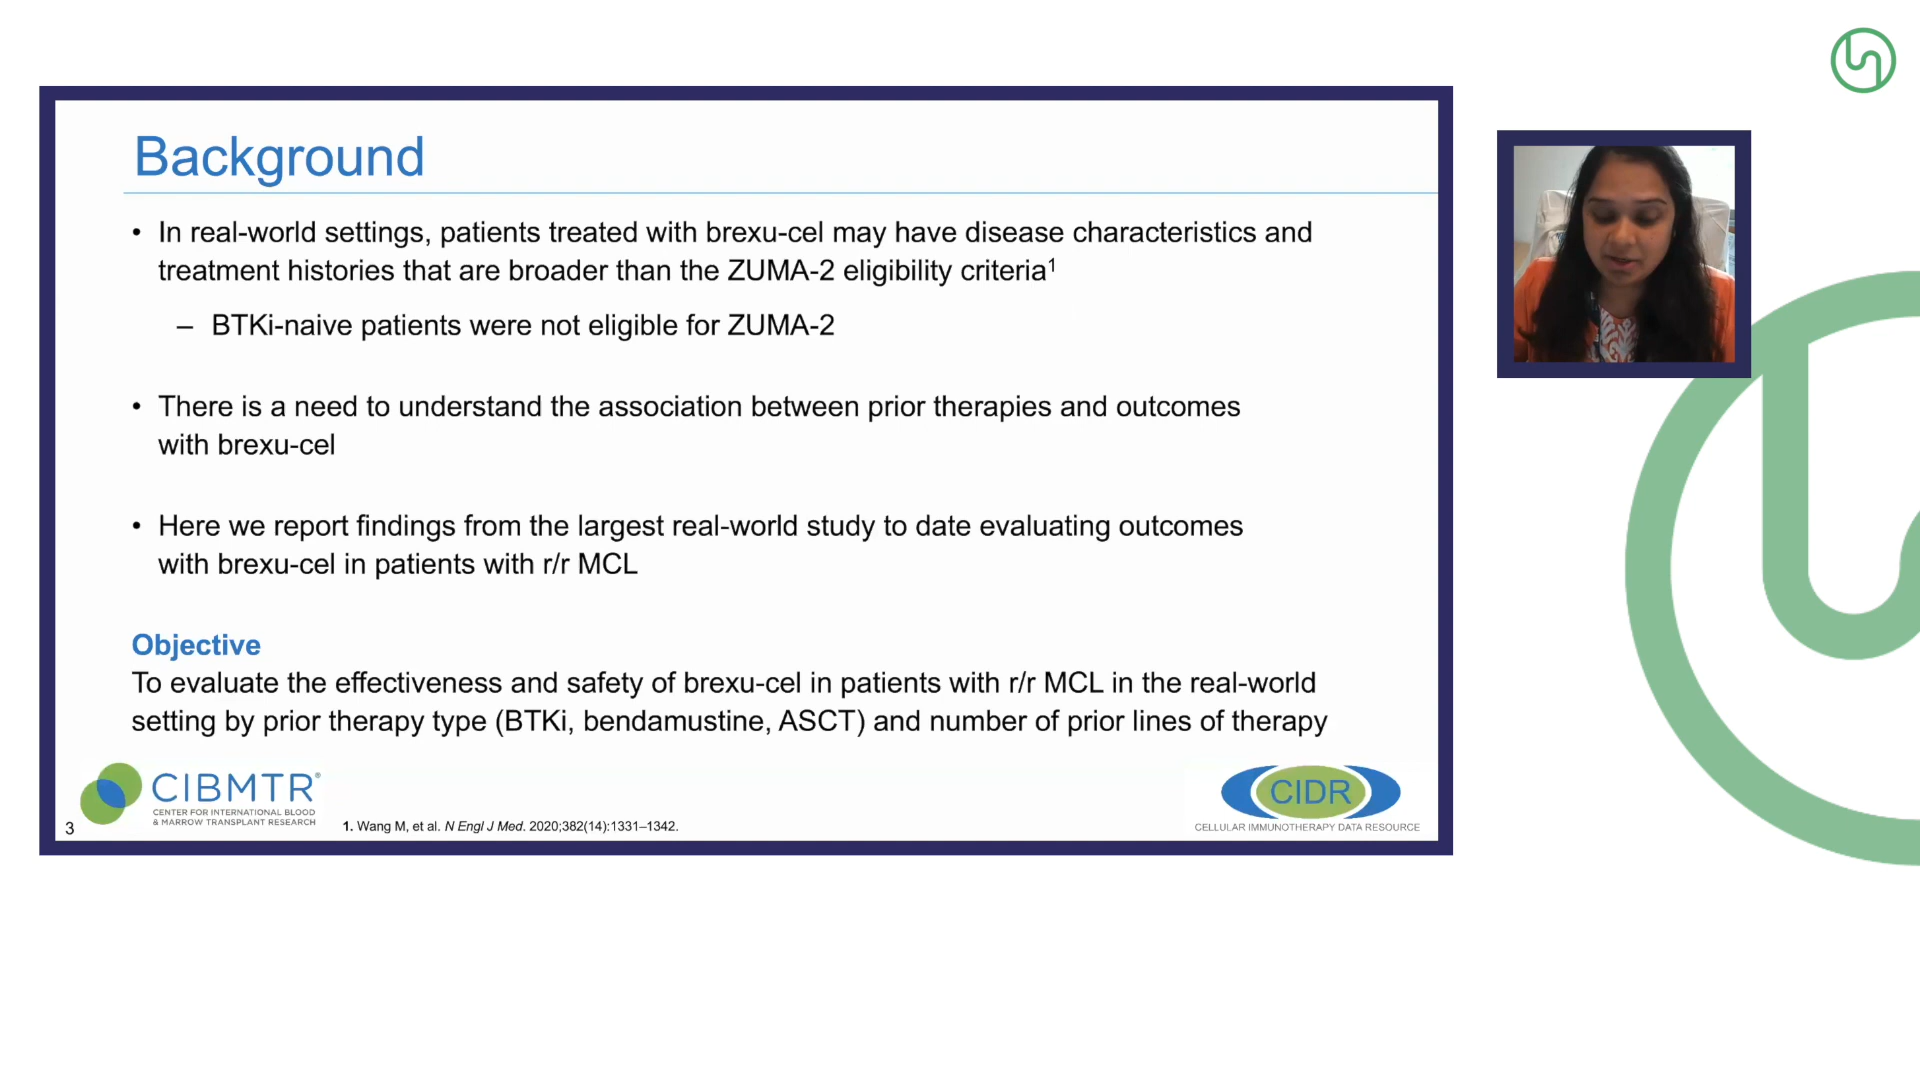 Background
• In real-world settings, patients treated with brexu-cel may have disease characteristics and
treatment histories that are broader than the ZUMA-2 eligibility criteria¹
– BTKi-naive patients were not eligible for ZUMA-2
• There is a need to understand the association between prior therapies and outcomes
with brexu-cel
• Here we report findings from the largest real-world study to date evaluating outcomes
with brexu-cel in patients with r/r MCL
Objective
To evaluate the effectiveness and safety of brexu-cel in patients with r/r MCL in the real-world
setting by prior therapy type (BTKi, bendamustine, ASCT) and number of prior lines of therapy
CIBMTR®
CENTER FOR INTERNATIONAL BLOOD
& MARROW TRANSPLANT RESEARCH
3
1. Wang M, et al. N Engl J Med. 2020;382(14):1331–1342.
CIDR
CELLULAR IMMUNOTHERAPY DATA RESOURCE